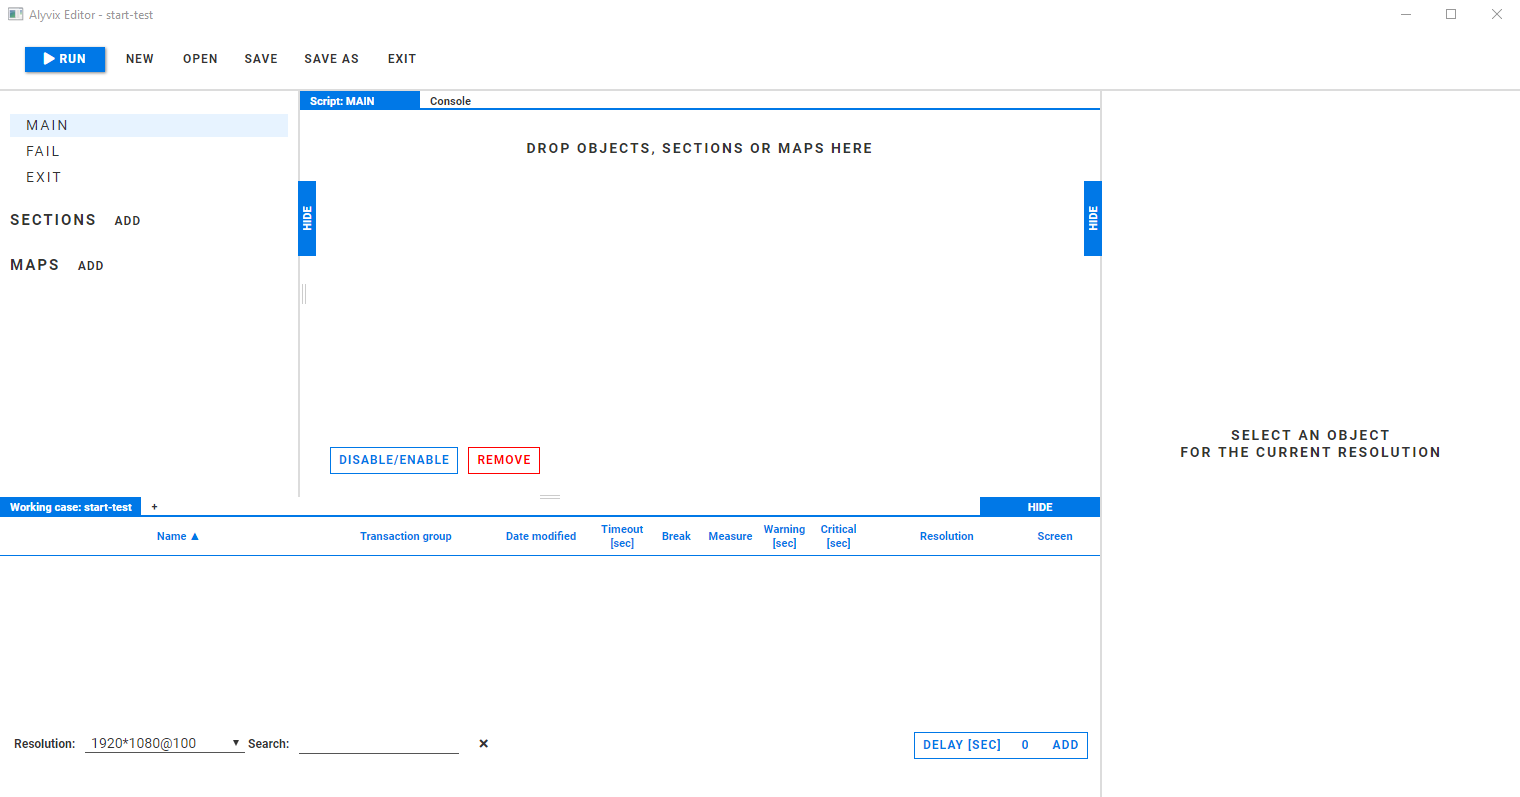 Alyvix Editor - start-test
RUN NEW OPEN SAVE SAVE AS EXIT
MAIN
FAIL
EXIT
SECTIONS ADD
MAPS ADD
Script: MAIN Console
DROP OBJECTS, SECTIONS OR MAPS HERE
HIDE
HIDE
DISABLE/ENABLE REMOVE
SELECT AN OBJECT
FOR THE CURRENT RESOLUTION
Working case: start-test + HIDE
Name ▲ Transaction group Date modified Timeout [sec] Break Measure Warning [sec] Critical [sec] Resolution Screen
Resolution: 1920*1080@100 ▼ Search: ×
DELAY [SEC] 0 ADD